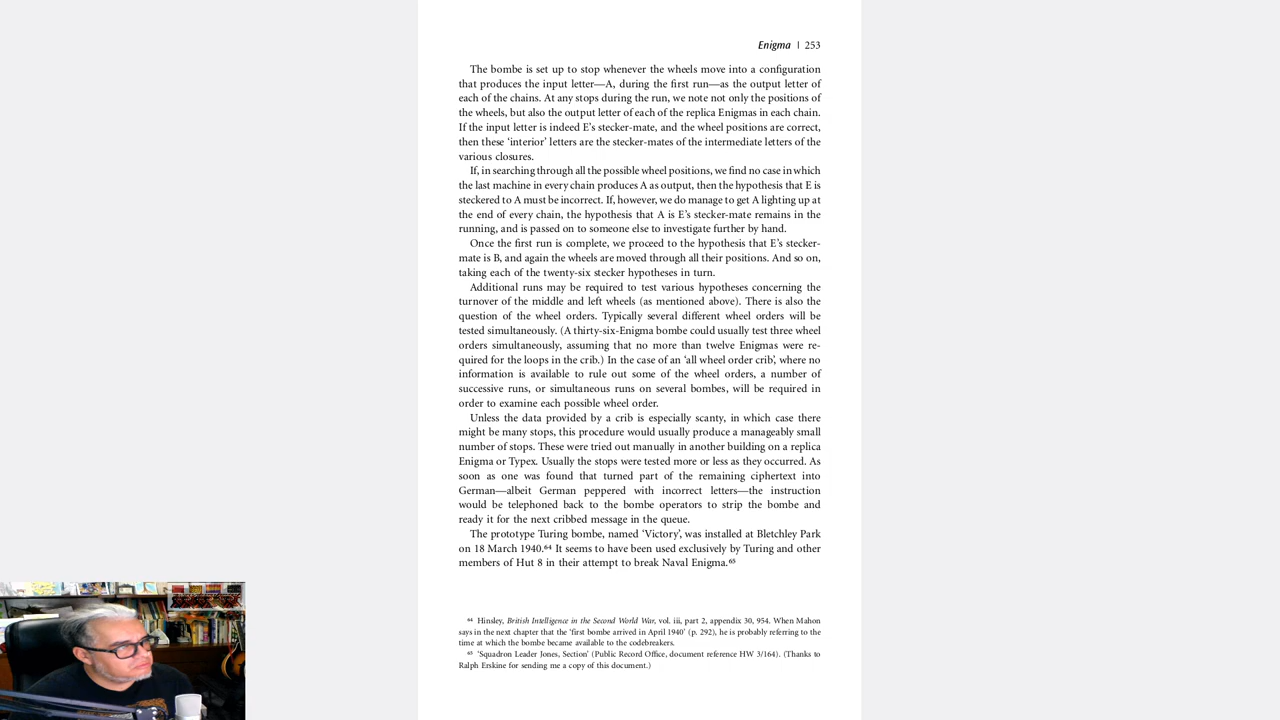 Enigma | 253
The bombe is set up to stop whenever the wheels move into a configuration
that produces the input letter—A, during the first run—as the output letter of
each of the chains. At any stops during the run, we note not only the positions of
the wheels, but also the output letter of each of the replica Enigmas in each chain.
If the input letter is indeed E's stecker-mate, and the wheel positions are correct,
then these 'interior' letters are the stecker-mates of the intermediate letters of the
various closures.
If, in searching through all the possible wheel positions, we find no case in which
the last machine in every chain produces A as output, then the hypothesis that E is
steckered to A must be incorrect. If, however, we do manage to get A lighting up at
the end of every chain, the hypothesis that A is E's stecker-mate remains in the
running, and is passed on to someone else to investigate further by hand.
Once the first run is complete, we proceed to the hypothesis that E's stecker-
mate is B, and again the wheels are moved through all their positions. And so on,
taking each of the twenty-six stecker hypotheses in turn.
Additional runs may be required to test various hypotheses concerning the
turnover of the middle and left wheels (as mentioned above). There is also the
question of the wheel orders. Typically several different wheel orders will be
tested simultaneously. (A thirty-six-Enigma bombe could usually test three wheel
orders simultaneously, assuming that no more than twelve Enigmas were re-
quired for the loops in the crib.) In the case of an 'all wheel order crib', where no
information is available to rule out some of the wheel orders, a number of
successive runs, or simultaneous runs on several bombes, will be required in
order to examine each possible wheel order.
Unless the data provided by a crib is especially scanty, in which case there
might be many stops, this procedure would usually produce a manageably small
number of stops. These were tried out manually in another building on a replica
Enigma or Typex. Usually the stops were tested more or less as they occurred. As
soon as one was found that turned part of the remaining ciphertext into
German—albeit German peppered with incorrect letters—the instruction
would be telephoned back to the bombe operators to strip the bombe and
ready it for the next cribbed message in the queue.
The prototype Turing bombe, named 'Victory', was installed at Bletchley Park
on 18 March 1940.⁶⁴ It seems to have been used exclusively by Turing and other
members of Hut 8 in their attempt to break Naval Enigma.⁶⁵
⁶⁴ Hinsley, British Intelligence in the Second World War, vol. iii, part 2, appendix 30, 954. When Mahon
says in the next chapter that the 'first bombe arrived in April 1940' (p. 292), he is probably referring to the
time at which the bombe became available to the codebreakers.
⁶⁵ 'Squadron Leader Jones, Section' (Public Record Office, document reference HW 3/164). (Thanks to
Ralph Erskine for sending me a copy of this document.)